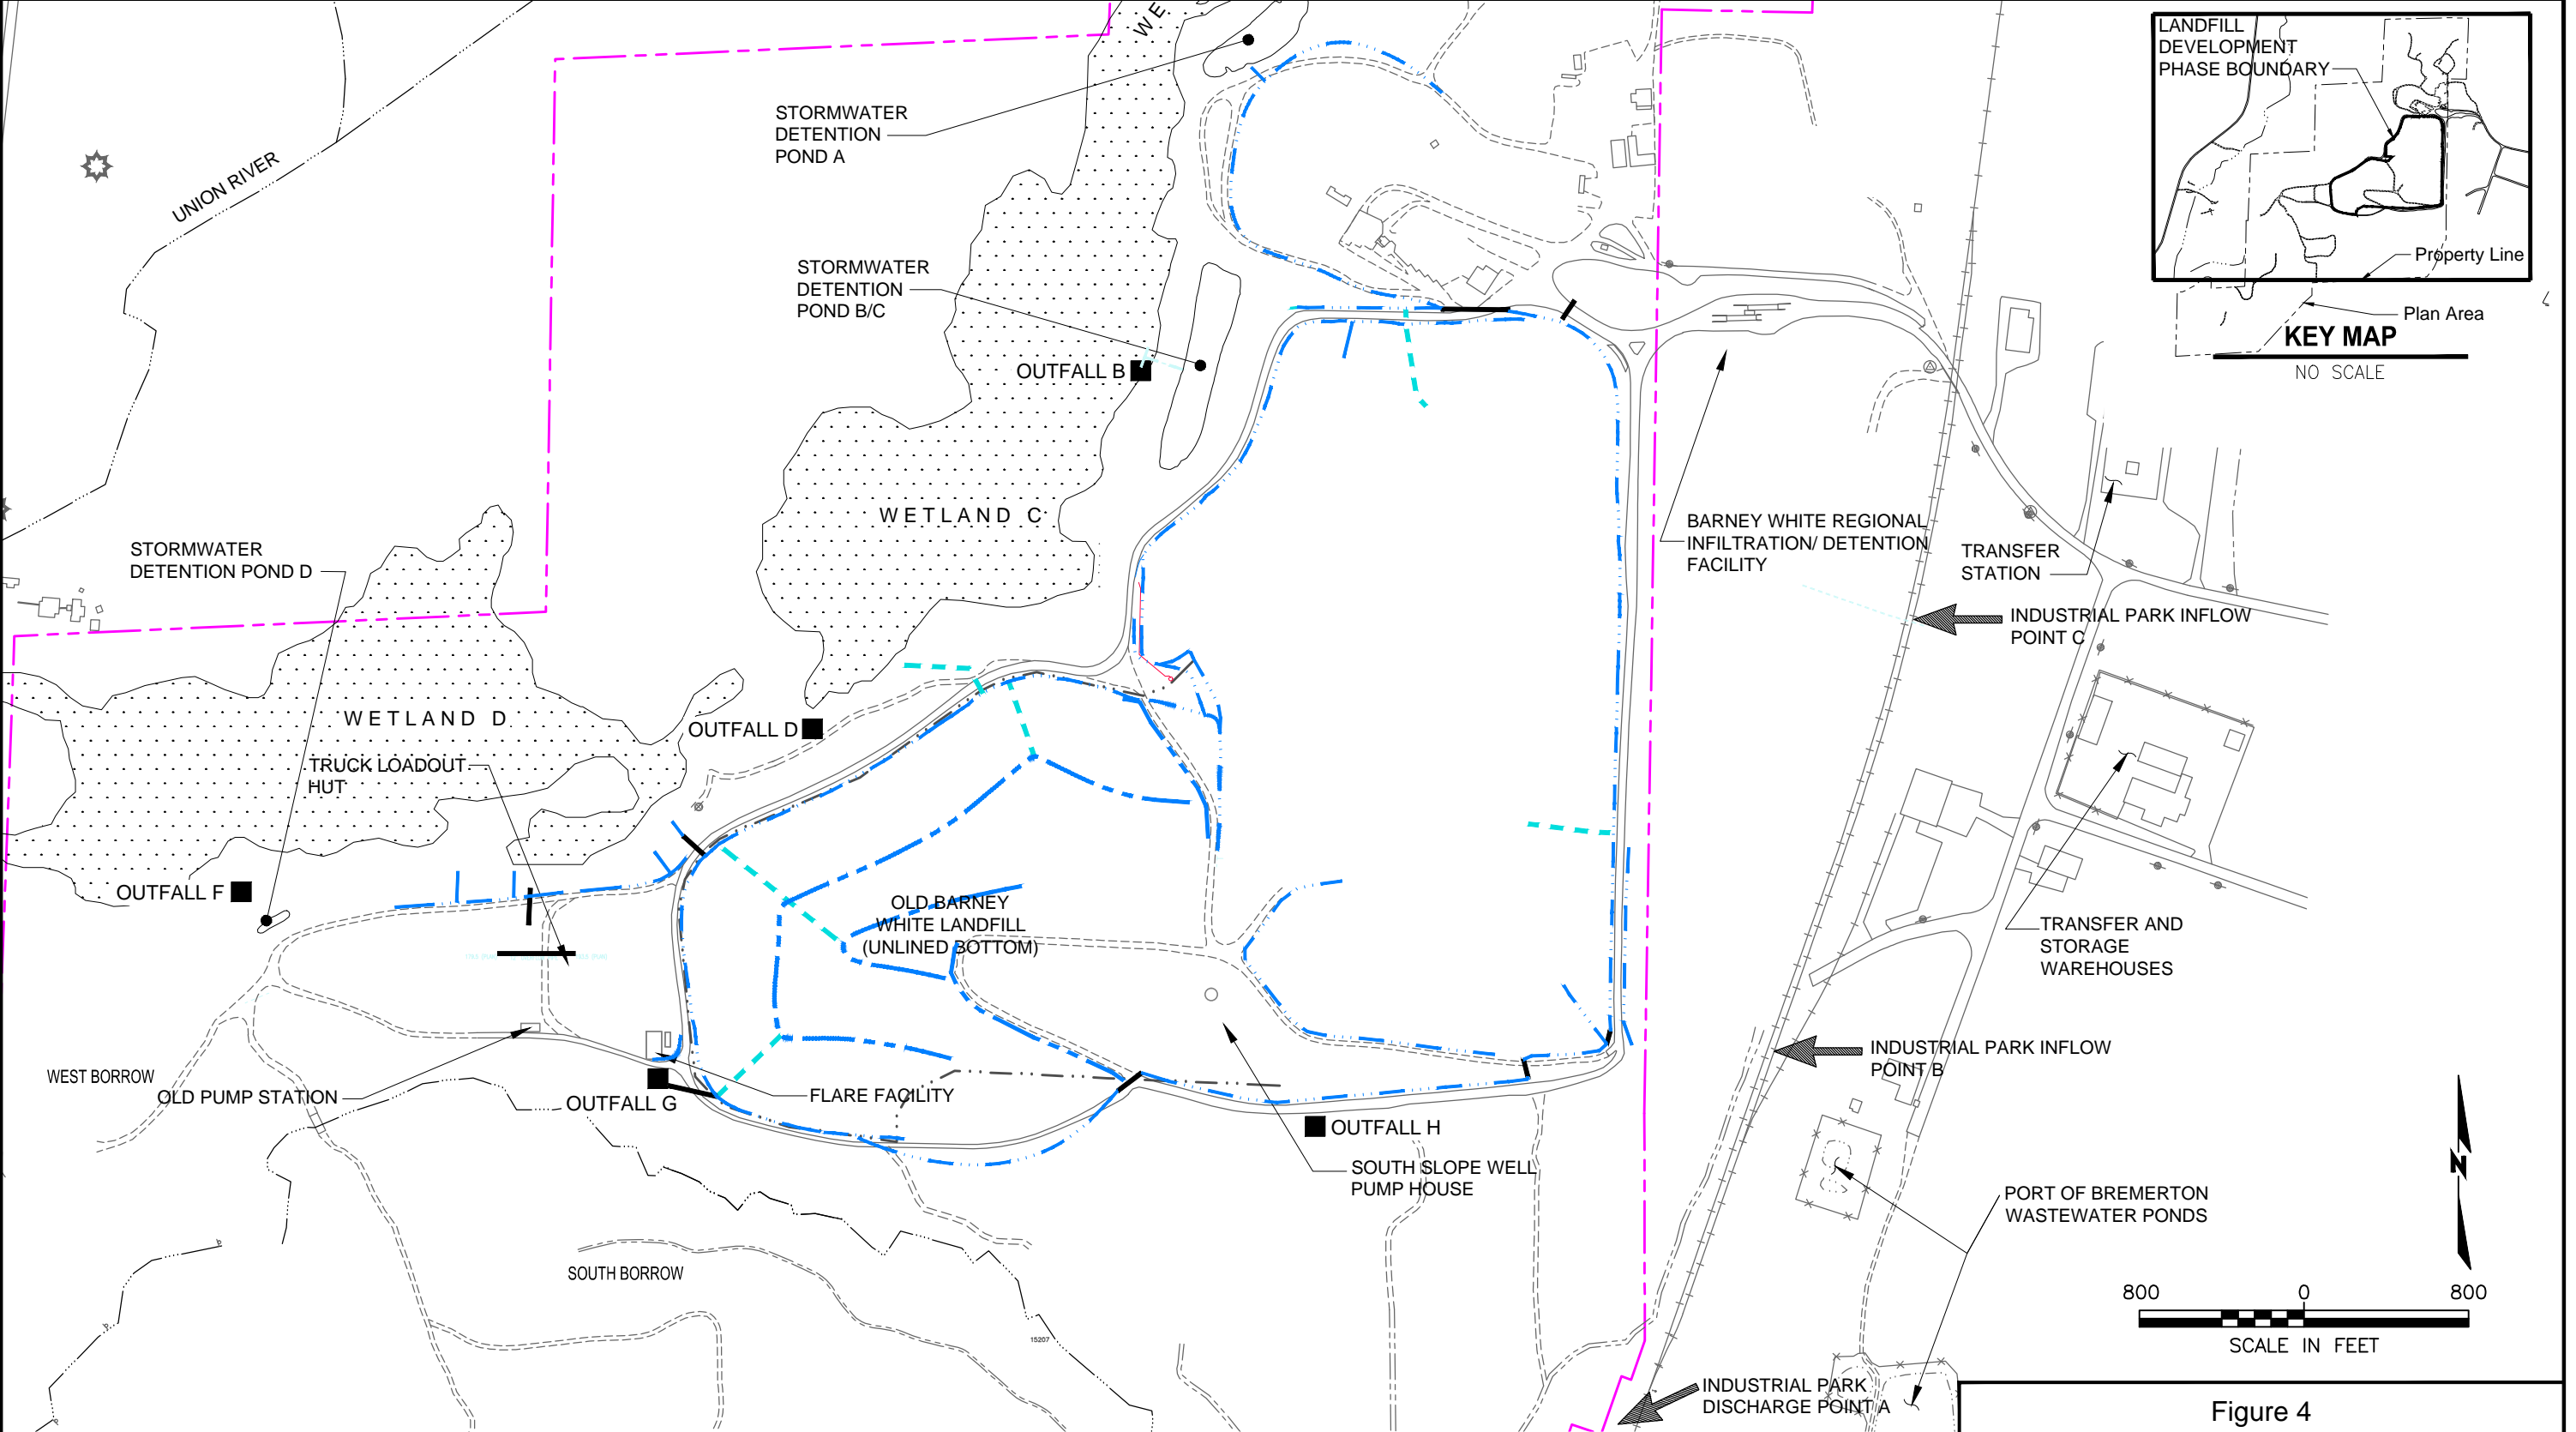 WE
LANDFILL
DEVELOPMENT
PHASE BOUNDARY
Property Line
Plan Area
KEY MAP
NO SCALE
STORMWATER
DETENTION
POND A
UNION RIVER
STORMWATER
DETENTION
POND B/C
OUTFALL B
WETLAND C
STORMWATER
DETENTION POND D
BARNEY WHITE REGIONAL
INFILTRATION/ DETENTION
FACILITY
TRANSFER
STATION
INDUSTRIAL PARK INFLOW
POINT C
WETLAND D
OUTFALL D
TRUCK LOADOUT
HUT
OUTFALL F
OLD BARNEY
WHITE LANDFILL
(UNLINED BOTTOM)
TRANSFER AND
STORAGE
WAREHOUSES
INDUSTRIAL PARK INFLOW
POINT B
WEST BORROW
OLD PUMP STATION
OUTFALL G
FLARE FACILITY
OUTFALL H
SOUTH SLOPE WELL
PUMP HOUSE
PORT OF BREMERTON
WASTEWATER PONDS
N
SOUTH BORROW
15207
800 0 800
SCALE IN FEET
INDUSTRIAL PARK
DISCHARGE POINT A
Figure 4